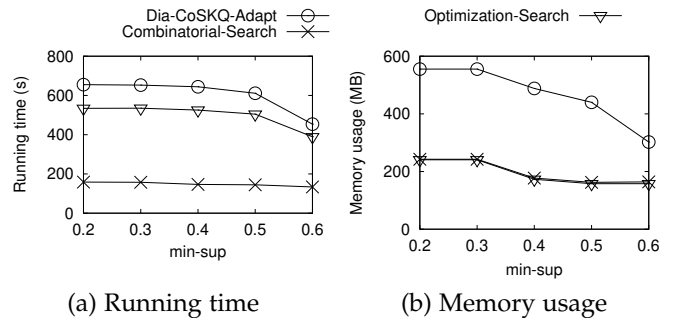 Dia-CoSKQ-Adapt
Combinatorial-Search
Optimization-Search
Running time (s)
800
600
400
200
0
0.2 0.3 0.4 0.5 0.6
min-sup
Memory usage (MB)
600
400
200
0
0.2 0.3 0.4 0.5 0.6
min-sup
(a) Running time
(b) Memory usage